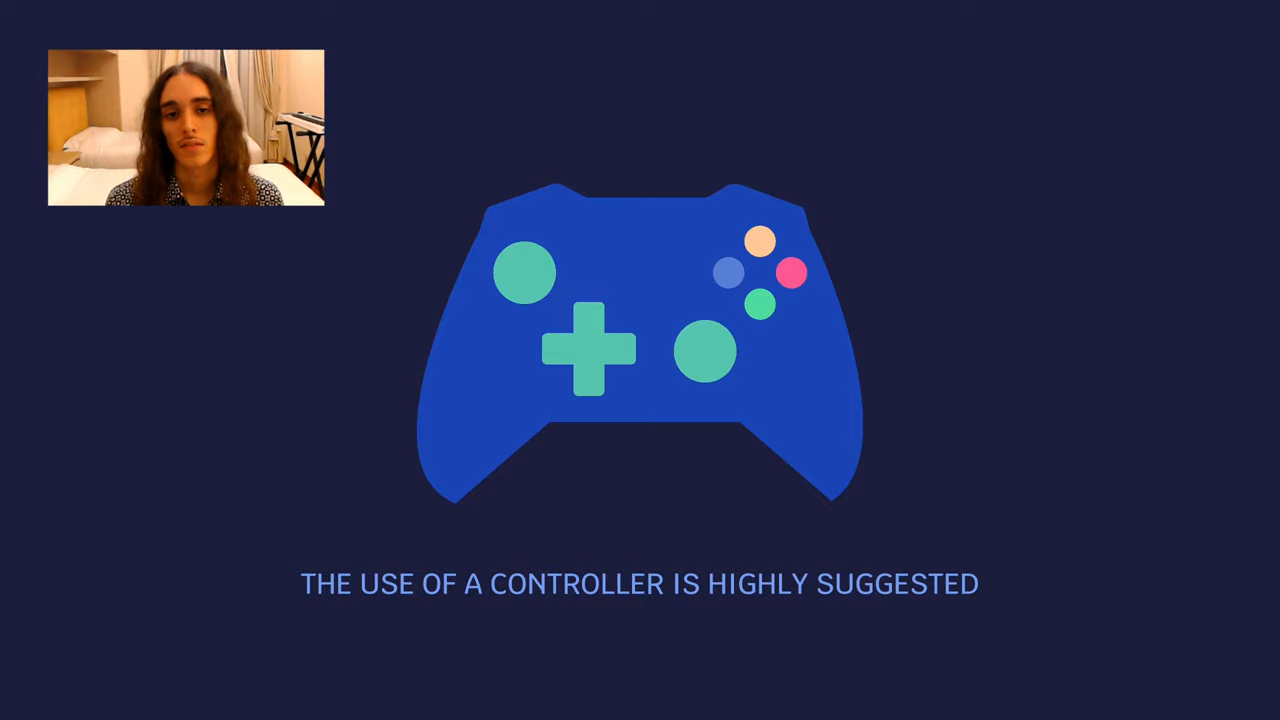 THE USE OF A CONTROLLER IS HIGHLY SUGGESTED